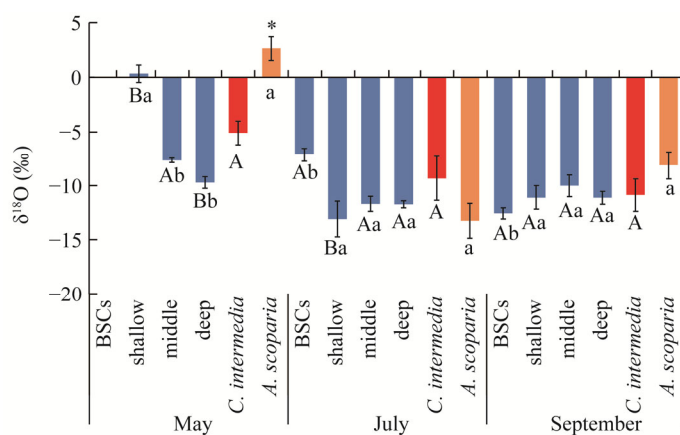 5
0
−5
−10
−15
−20
δ¹⁸O (‰)
Ba
Ab
Bb
A
*
a
Ab
Ba
Aa
Aa
A
a
Ab
Aa
Aa
Aa
A
a
BSCs
shallow
middle
deep
C. intermedia
A. scoparia
BSCs
shallow
middle
deep
C. intermedia
A. scoparia
BSCs
shallow
middle
deep
C. intermedia
A. scoparia
May
July
September